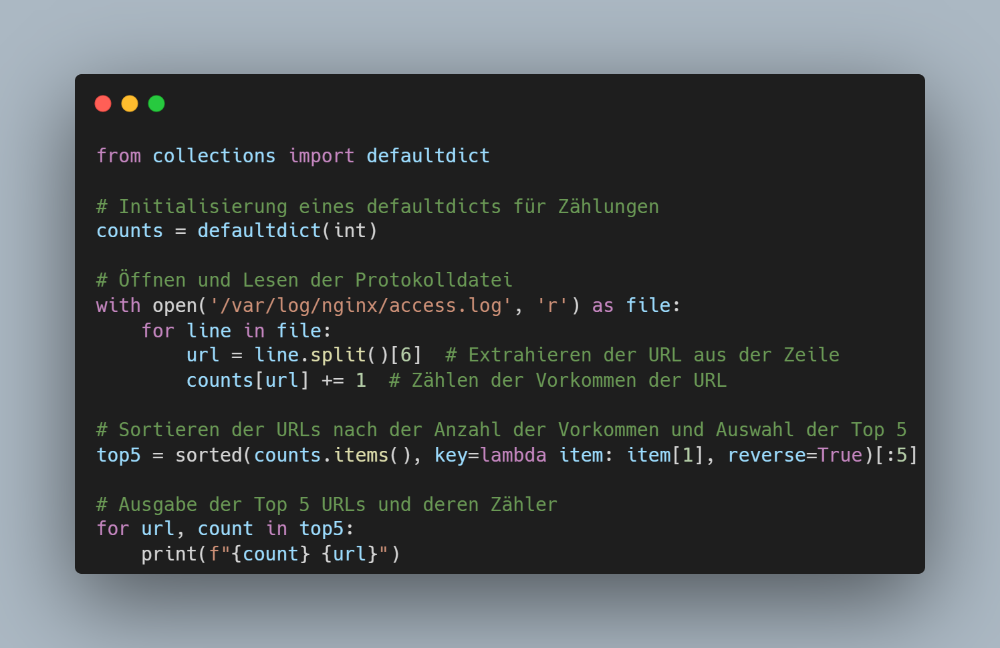 from collections import defaultdict

# Initialisierung eines defaultdicts für Zählungen
counts = defaultdict(int)

# Öffnen und Lesen der Protokolldatei
with open('/var/log/nginx/access.log', 'r') as file:
    for line in file:
        url = line.split()[6]  # Extrahieren der URL aus der Zeile
        counts[url] += 1  # Zählen der Vorkommen der URL

# Sortieren der URLs nach der Anzahl der Vorkommen und Auswahl der Top 5
top5 = sorted(counts.items(), key=lambda item: item[1], reverse=True)[:5]

# Ausgabe der Top 5 URLs und deren Zähler
for url, count in top5:
    print(f"{count} {url}")